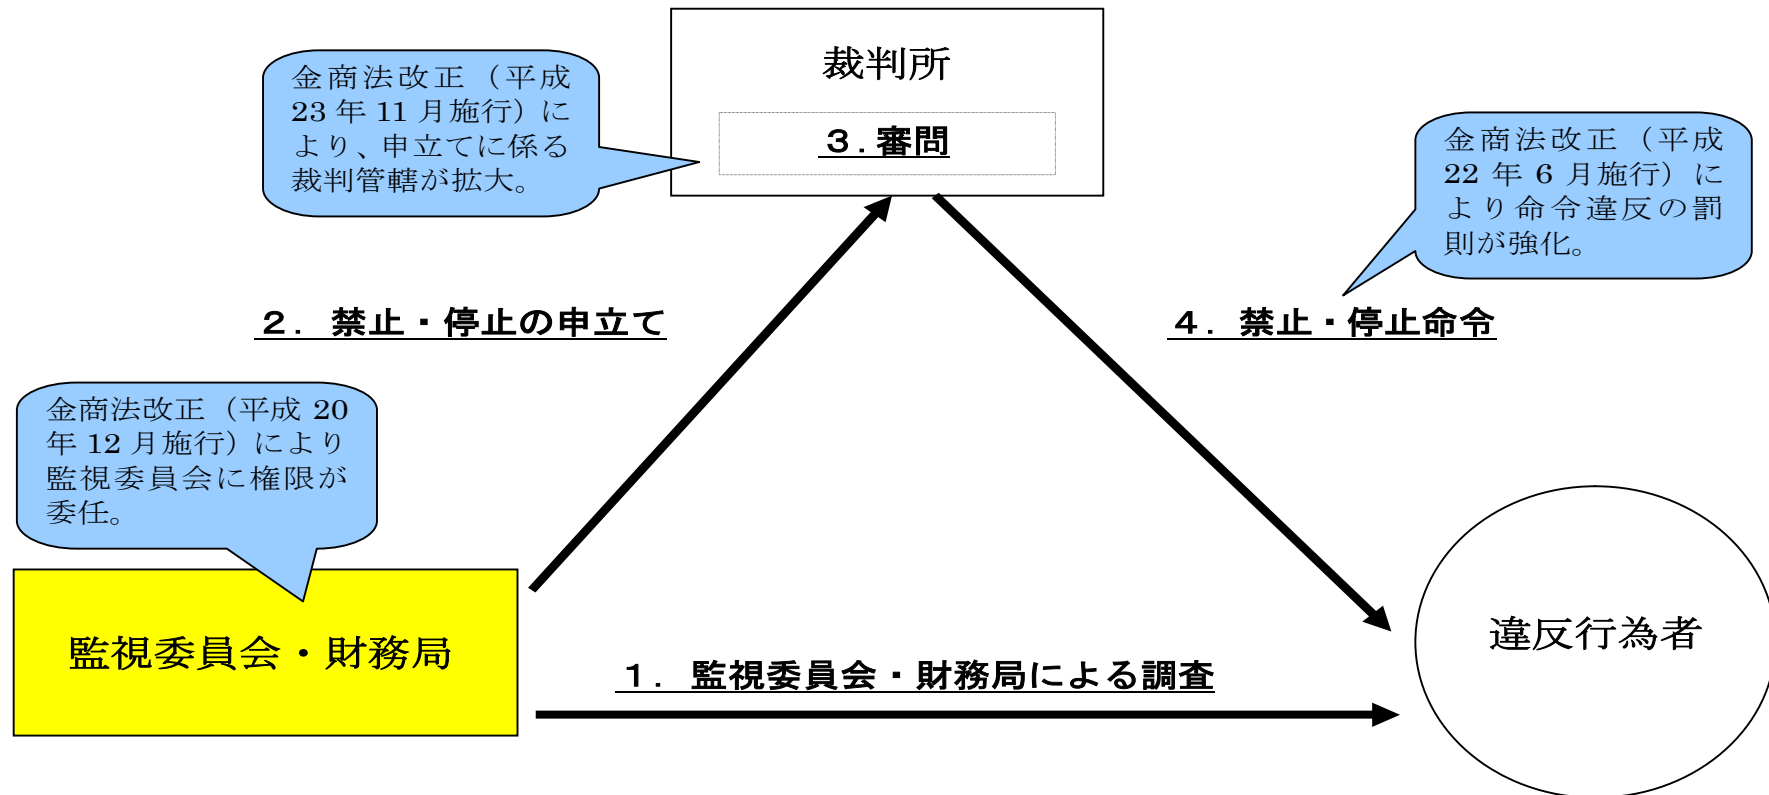 裁判所
3.審問
金商法改正(平成
23年11月施行)に
より、申立てに係る
裁判管轄が拡大。
金商法改正(平成
22年6月施行)に
より命令違反の罰
則が強化。
2.禁止・停止の申立て
4.禁止・停止命令
金商法改正(平成20
年12月施行)により
監視委員会に権限が
委任。
監視委員会・財務局
1.監視委員会・財務局による調査
違反行為者